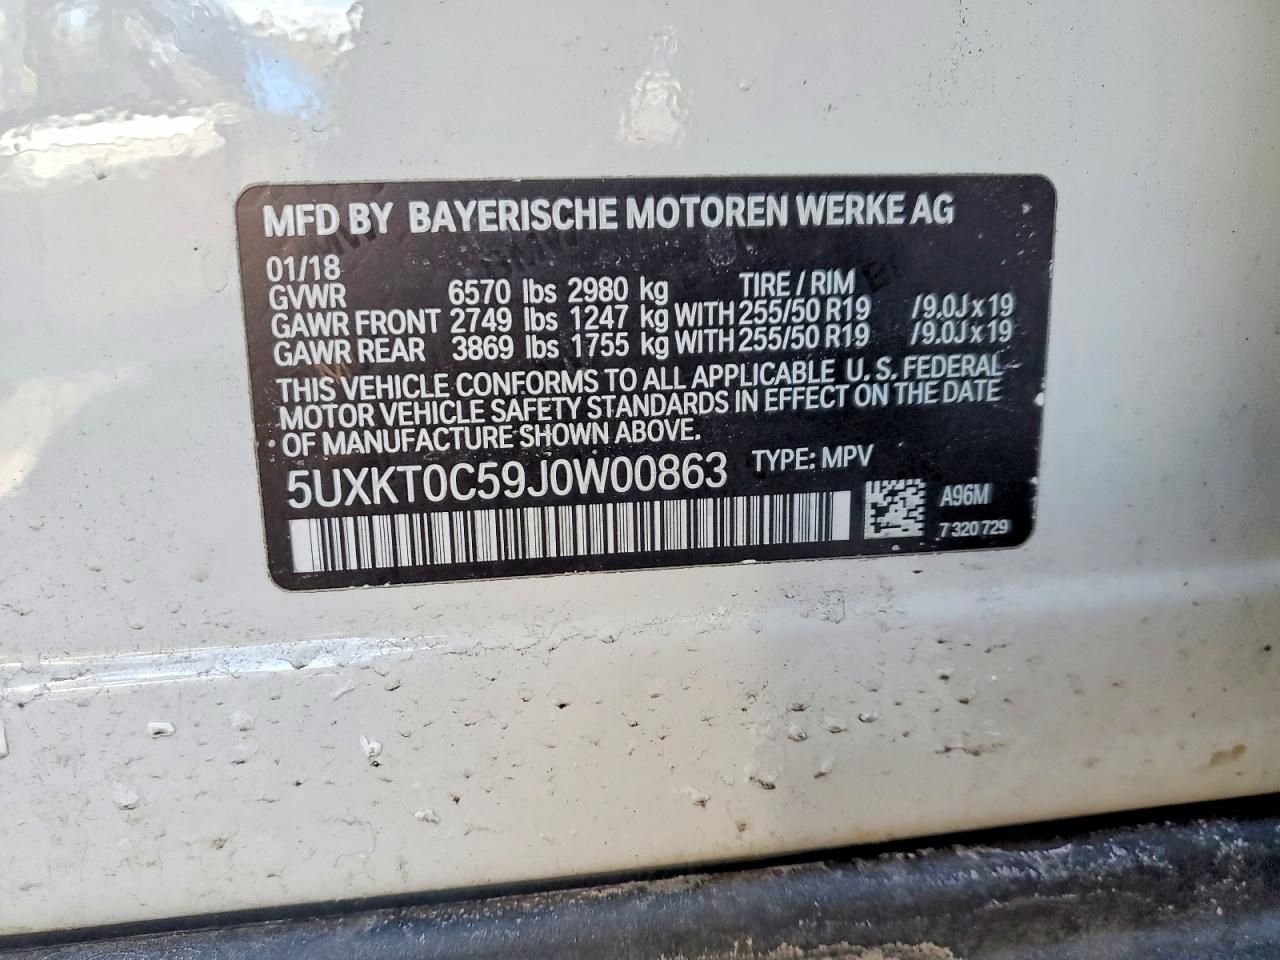 MFD BY BAYERISCHE MOTOREN WERKE AG
01/18
GVWR 6570 lbs 2980 kg TIRE / RIM
GAWR FRONT 2749 lbs 1247 kg WITH 255/50 R19 /9.0J x 19
GAWR REAR 3869 lbs 1755 kg WITH 255/50 R19 /9.0J x 19
THIS VEHICLE CONFORMS TO ALL APPLICABLE U. S. FEDERAL
MOTOR VEHICLE SAFETY STANDARDS IN EFFECT ON THE DATE
OF MANUFACTURE SHOWN ABOVE.
5UXKT0C59J0W00863 TYPE: MPV
A96M
7 320 729